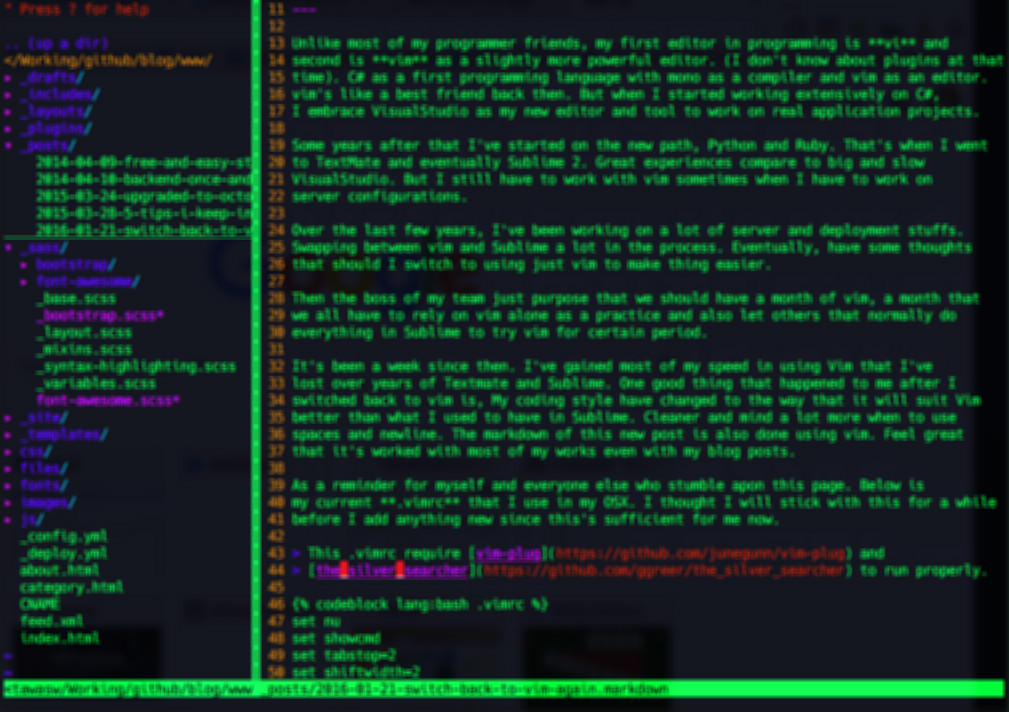 " Press ? for help
.. (up a dir)
</Working/github/blog/www/
▸ _drafts/
▸ _includes/
▸ _layouts/
▸ _plugins/
▾ _posts/
2014-04-09-free-and-easy-st
2014-04-10-backend-once-and
2015-03-24-upgraded-to-octo
2015-03-28-5-tips-i-keep-in
2016-01-21-switch-back-to-v
▾ _sass/
▸ bootstrap/
▸ font-awesome/
_base.scss
_bootstrap.scss*
_layout.scss
_mixins.scss
_syntax-highlighting.scss
_variables.scss
font-awesome.scss*
▸ _site/
▸ _templates/
▸ css/
▸ files/
▸ fonts/
▸ images/
▸ js/
_config.yml
_deploy.yml
about.html
category.html
CNAME
feed.xml
index.html
11 ---
12
13 Unlike most of my programmer friends, my first editor in programming is **vi** and
14 second is **vim** as a slightly more powerful editor. (I don't know about plugins at that
15 time). C# as a first programming language with mono as a compiler and vim as an editor.
16 vim's like a best friend back then. But when I started working extensively on C#,
17 I embrace VisualStudio as my new editor and tool to work on real application projects.
18
19 Some years after that I've started on the new path, Python and Ruby. That's when I went
20 to TextMate and eventually Sublime 2. Great experiences compare to big and slow
21 VisualStudio. But I still have to work with vim sometimes when I have to work on
22 server configurations.
23
24 Over the last few years, I've been working on a lot of server and deployment stuffs.
25 Swapping between vim and Sublime a lot in the process. Eventually, have some thoughts
26 that should I switch to using just vim to make thing easier.
27
28 Then the boss of my team just purpose that we should have a month of vim, a month that
29 we all have to rely on vim alone as a practice and also let others that normally do
30 everything in Sublime to try vim for certain period.
31
32 It's been a week since then. I've gained most of my speed in using Vim that I've
33 lost over years of Textmate and Sublime. One good thing that happened to me after I
34 switched back to vim is, My coding style have changed to the way that it will suit Vim
35 better than what I used to have in Sublime. Cleaner and mind a lot more when to use
36 spaces and newline. The markdown of this new post is also done using vim. Feel great
37 that it's worked with most of my works even with my blog posts.
38
39 As a reminder for myself and everyone else who stumble upon this page. Below is
40 my current **.vimrc** that I use in my OSX. I thought I will stick with this for a while
41 before I add anything new since this's sufficient for me now.
42
43 > This .vimrc require [vim-plug](https://github.com/junegunn/vim-plug) and
44 > [the silver searcher](https://github.com/ggreer/the_silver_searcher) to run properly.
45
46 {% codeblock lang:bash .vimrc %}
47 set nu
48 set showcmd
49 set tabstop=2
50 set shiftwidth=2
<tawasw/Working/github/blog/www _posts/2016-01-21-switch-back-to-vim-again.markdown